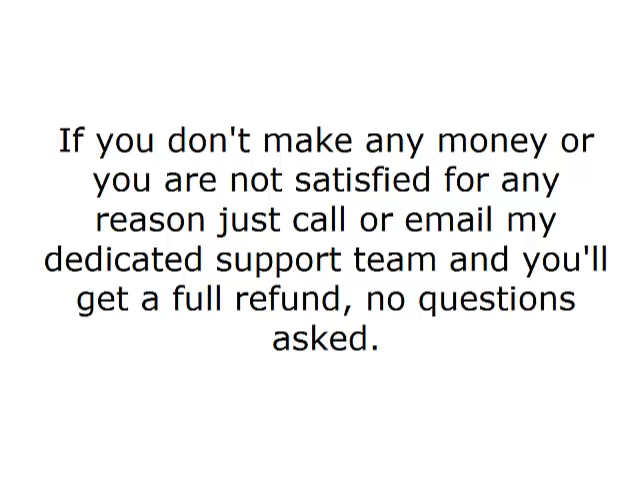 If you don't make any money or
you are not satisfied for any
reason just call or email my
dedicated support team and you'll
get a full refund, no questions
asked.